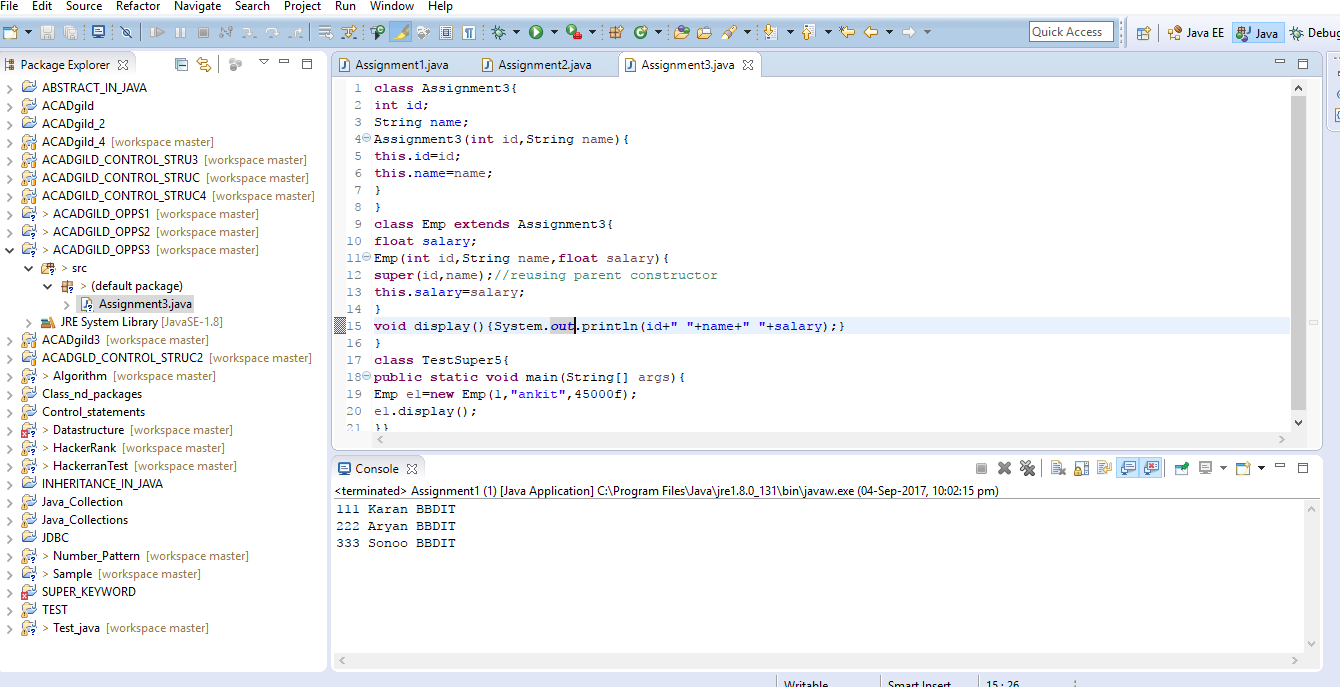 File Edit Source Refactor Navigate Search Project Run Window Help
Quick Access
Java EE
Java
Debug
Package Explorer
ABSTRACT_IN_JAVA
ACADgild
ACADgild_2
ACADgild_4 [workspace master]
ACADGILD_CONTROL_STRU3 [workspace master]
ACADGILD_CONTROL_STRUC [workspace master]
ACADGILD_CONTROL_STRUC4 [workspace master]
> ACADGILD_OPPS1 [workspace master]
> ACADGILD_OPPS2 [workspace master]
> ACADGILD_OPPS3 [workspace master]
> src
> (default package)
Assignment3.java
JRE System Library [JavaSE-1.8]
ACADgild3 [workspace master]
ACADGLD_CONTROL_STRUC2 [workspace master]
> Algorithm [workspace master]
Class_nd_packages
Control_statements
> Datastructure [workspace master]
> HackerRank [workspace master]
> HackerranTest [workspace master]
INHERITANCE_IN_JAVA
Java_Collection
Java_Collections
JDBC
> Number_Pattern [workspace master]
> Sample [workspace master]
SUPER_KEYWORD
TEST
> Test_java [workspace master]
Assignment1.java Assignment2.java Assignment3.java
1 class Assignment3{
2 int id;
3 String name;
4 Assignment3(int id,String name){
5 this.id=id;
6 this.name=name;
7 }
8 }
9 class Emp extends Assignment3{
10 float salary;
11 Emp(int id,String name,float salary){
12 super(id,name);//reusing parent constructor
13 this.salary=salary;
14 }
15 void display(){System.out.println(id+" "+name+" "+salary);}
16 }
17 class TestSuper5{
18 public static void main(String[] args){
19 Emp e1=new Emp(1,"ankit",45000f);
20 e1.display();
21 }}
Console
<terminated> Assignment1 (1) [Java Application] C:\Program Files\Java\jre1.8.0_131\bin\javaw.exe (04-Sep-2017, 10:02:15 pm)
111 Karan BBDIT
222 Aryan BBDIT
333 Sonoo BBDIT
Writable Smart Insert 15 : 26